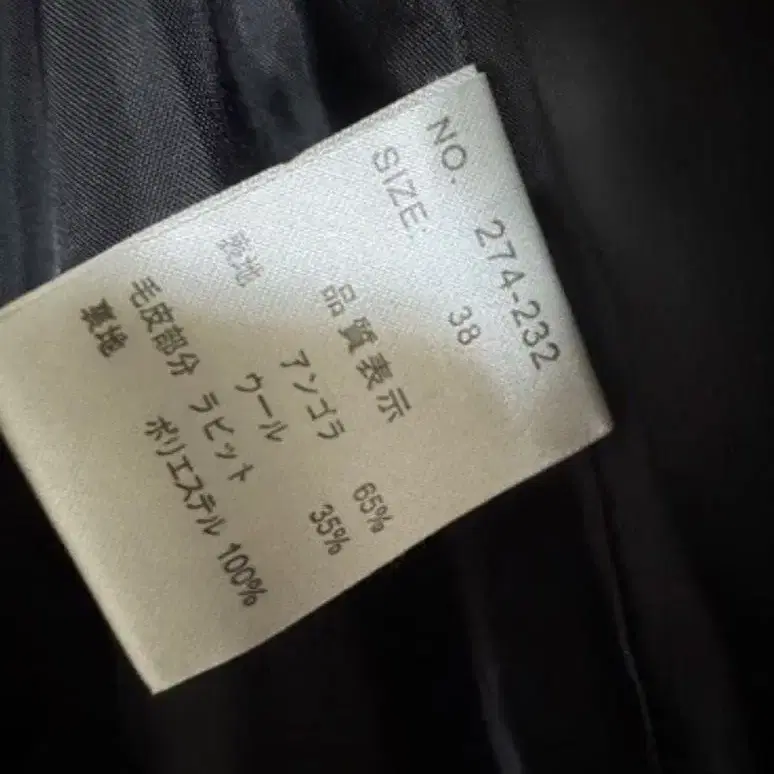 NO. 274-232
SIZE: 38
品質表示
表地 アンゴラ 65%
ウール 35%
毛皮部分 ラビット
裏地 ポリエステル 100%